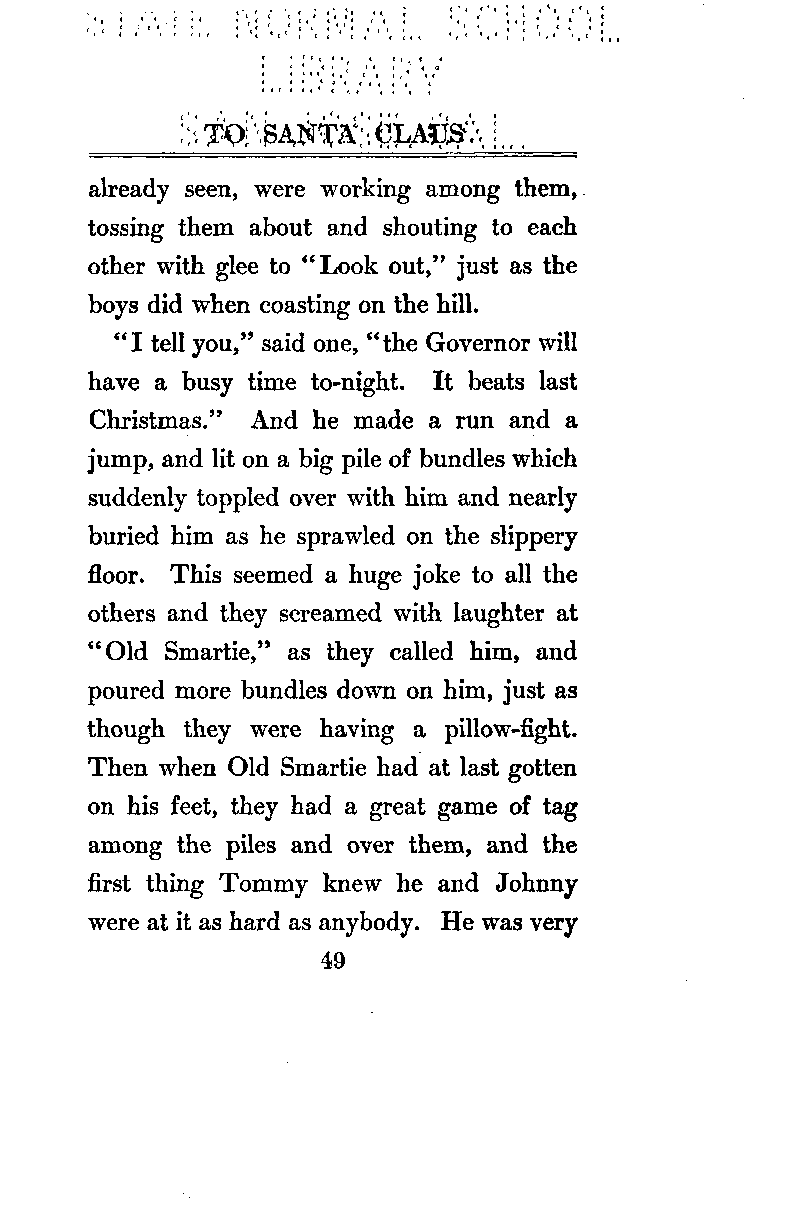 STATE NORMAL SCHOOL
LIBRARY
TO SANTA CLAUS
already seen, were working among them,
tossing them about and shouting to each
other with glee to “Look out,” just as the
boys did when coasting on the hill.
“I tell you,” said one, “the Governor will
have a busy time to-night. It beats last
Christmas.” And he made a run and a
jump, and lit on a big pile of bundles which
suddenly toppled over with him and nearly
buried him as he sprawled on the slippery
floor. This seemed a huge joke to all the
others and they screamed with laughter at
“Old Smartie,” as they called him, and
poured more bundles down on him, just as
though they were having a pillow-fight.
Then when Old Smartie had at last gotten
on his feet, they had a great game of tag
among the piles and over them, and the
first thing Tommy knew he and Johnny
were at it as hard as anybody. He was very
49